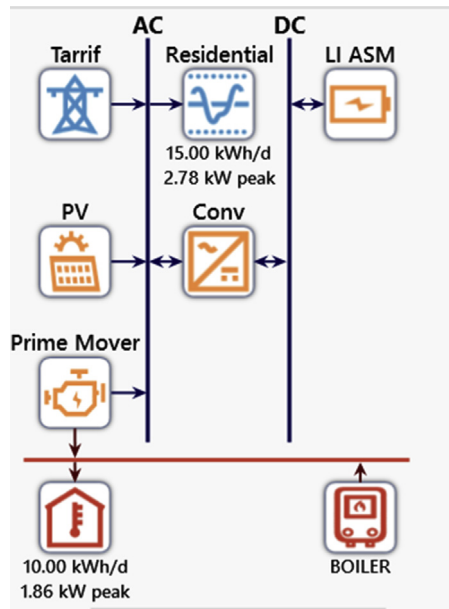 AC
DC
Tarrif
Residential
LI ASM
15.00 kWh/d
2.78 kW peak
PV
Conv
Prime Mover
10.00 kWh/d
1.86 kW peak
BOILER